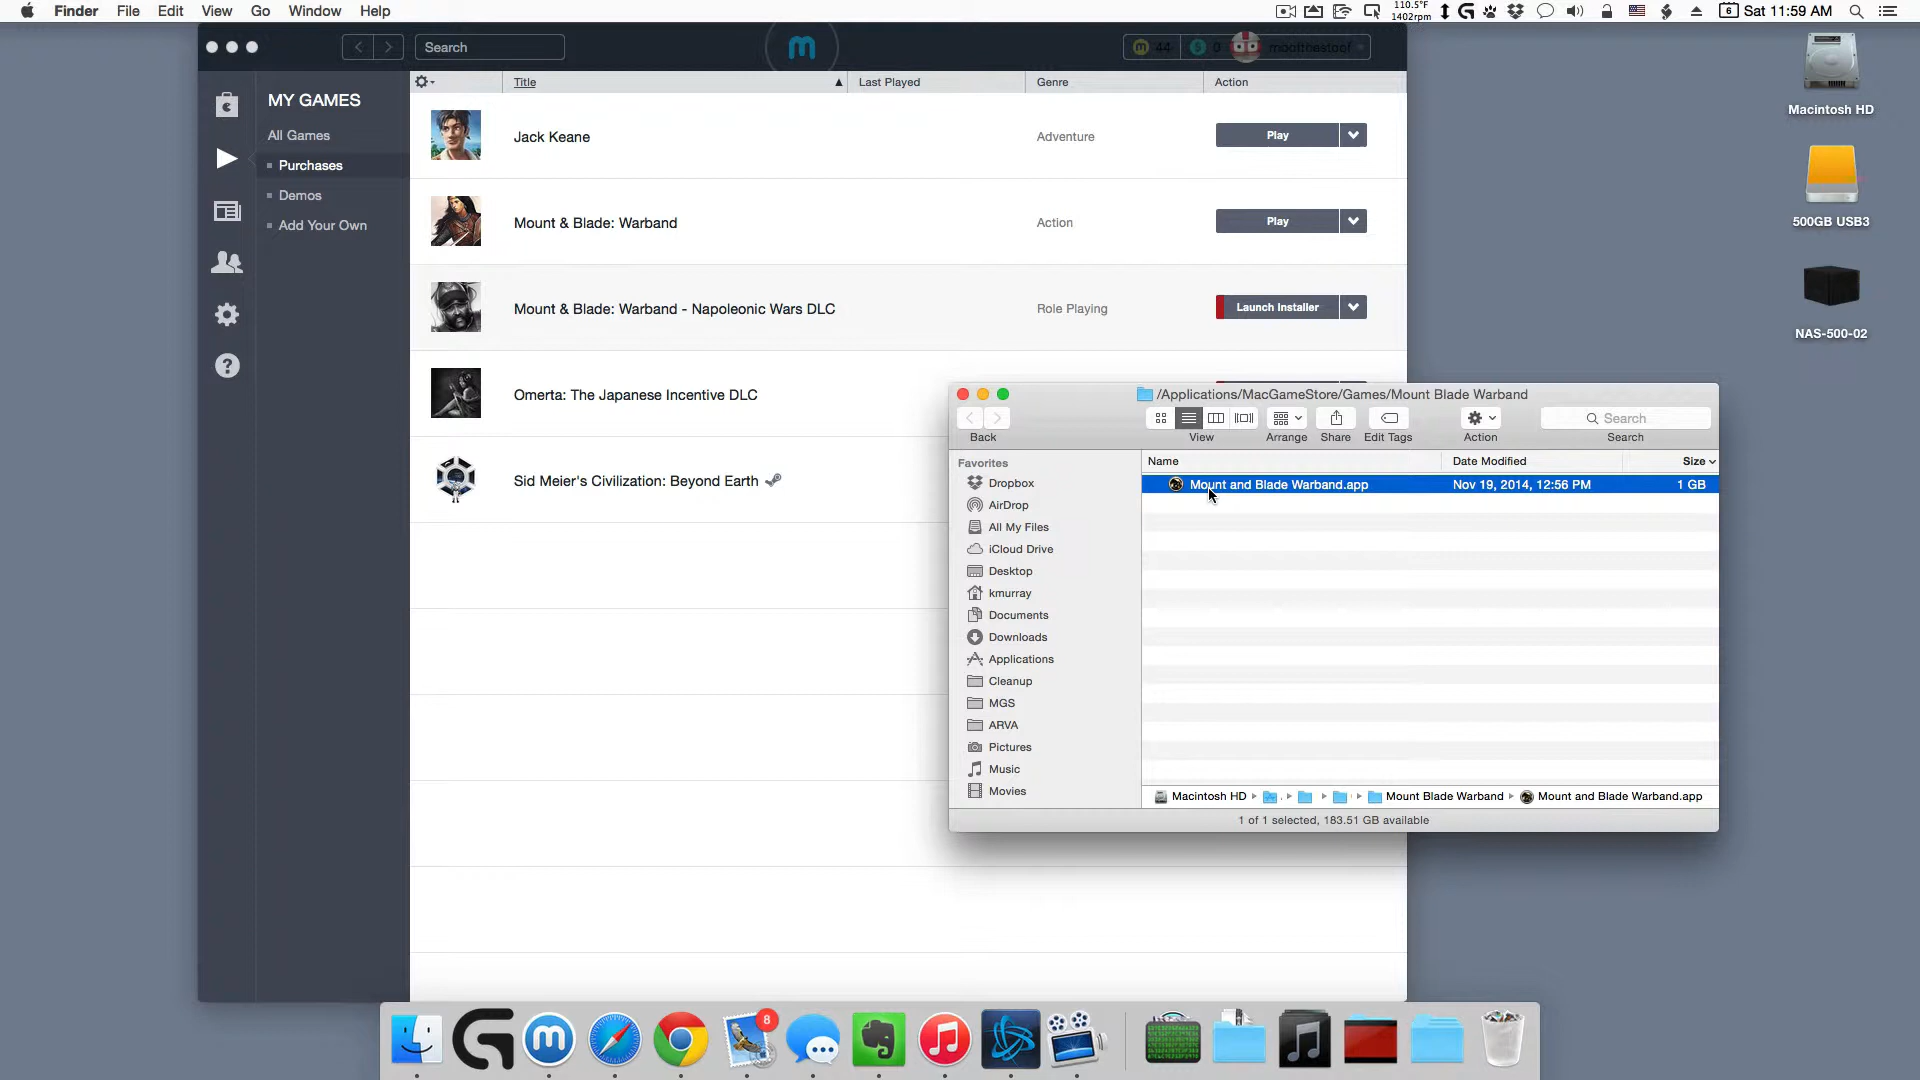 Finder File Edit View Go Window Help
110.5°F
1402rpm
6 Sat 11:59 AM
Search
m
44
0
moofthestoof
MY GAMES
All Games
Purchases
Demos
Add Your Own
Title Last Played Genre Action
Jack Keane Adventure Play
Mount & Blade: Warband Action Play
Mount & Blade: Warband - Napoleonic Wars DLC Role Playing Launch Installer
Omerta: The Japanese Incentive DLC
Sid Meier's Civilization: Beyond Earth
Macintosh HD
500GB USB3
NAS-500-02
/Applications/MacGameStore/Games/Mount Blade Warband
Search
Back View Arrange Share Edit Tags Action Search
Favorites
Dropbox
AirDrop
All My Files
iCloud Drive
Desktop
kmurray
Documents
Downloads
Applications
Cleanup
MGS
ARVA
Pictures
Music
Movies
Name Date Modified Size
Mount and Blade Warband.app Nov 19, 2014, 12:56 PM 1 GB
Macintosh HD Mount Blade Warband Mount and Blade Warband.app
1 of 1 selected, 183.51 GB available
8